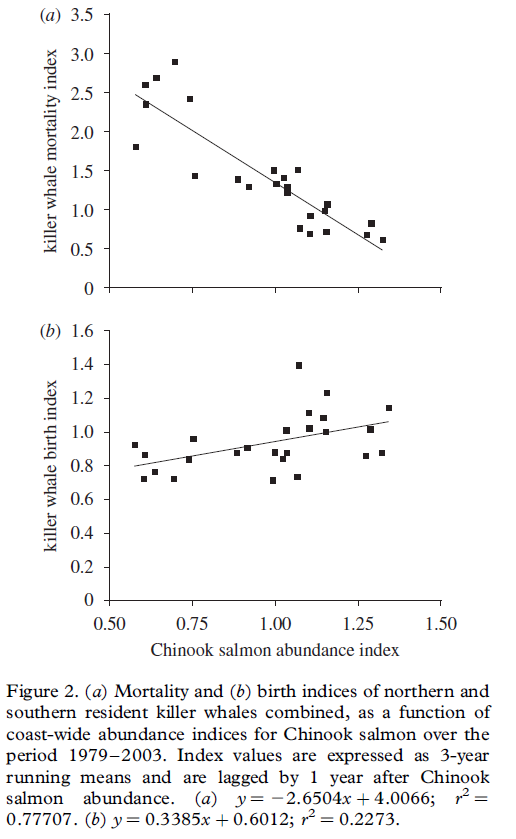 (a) 3.5
3.0
2.5
2.0
1.5
1.0
0.5
0
killer whale mortality index
(b) 1.6
1.4
1.2
1.0
0.8
0.6
0.4
0.2
0
killer whale birth index
0.50 0.75 1.00 1.25 1.50
Chinook salmon abundance index
Figure 2. (a) Mortality and (b) birth indices of northern and
southern resident killer whales combined, as a function of
coast-wide abundance indices for Chinook salmon over the
period 1979–2003. Index values are expressed as 3-year
running means and are lagged by 1 year after Chinook
salmon abundance. (a) y = −2.6504x + 4.0066; r² =
0.77707. (b) y = 0.3385x + 0.6012; r² = 0.2273.